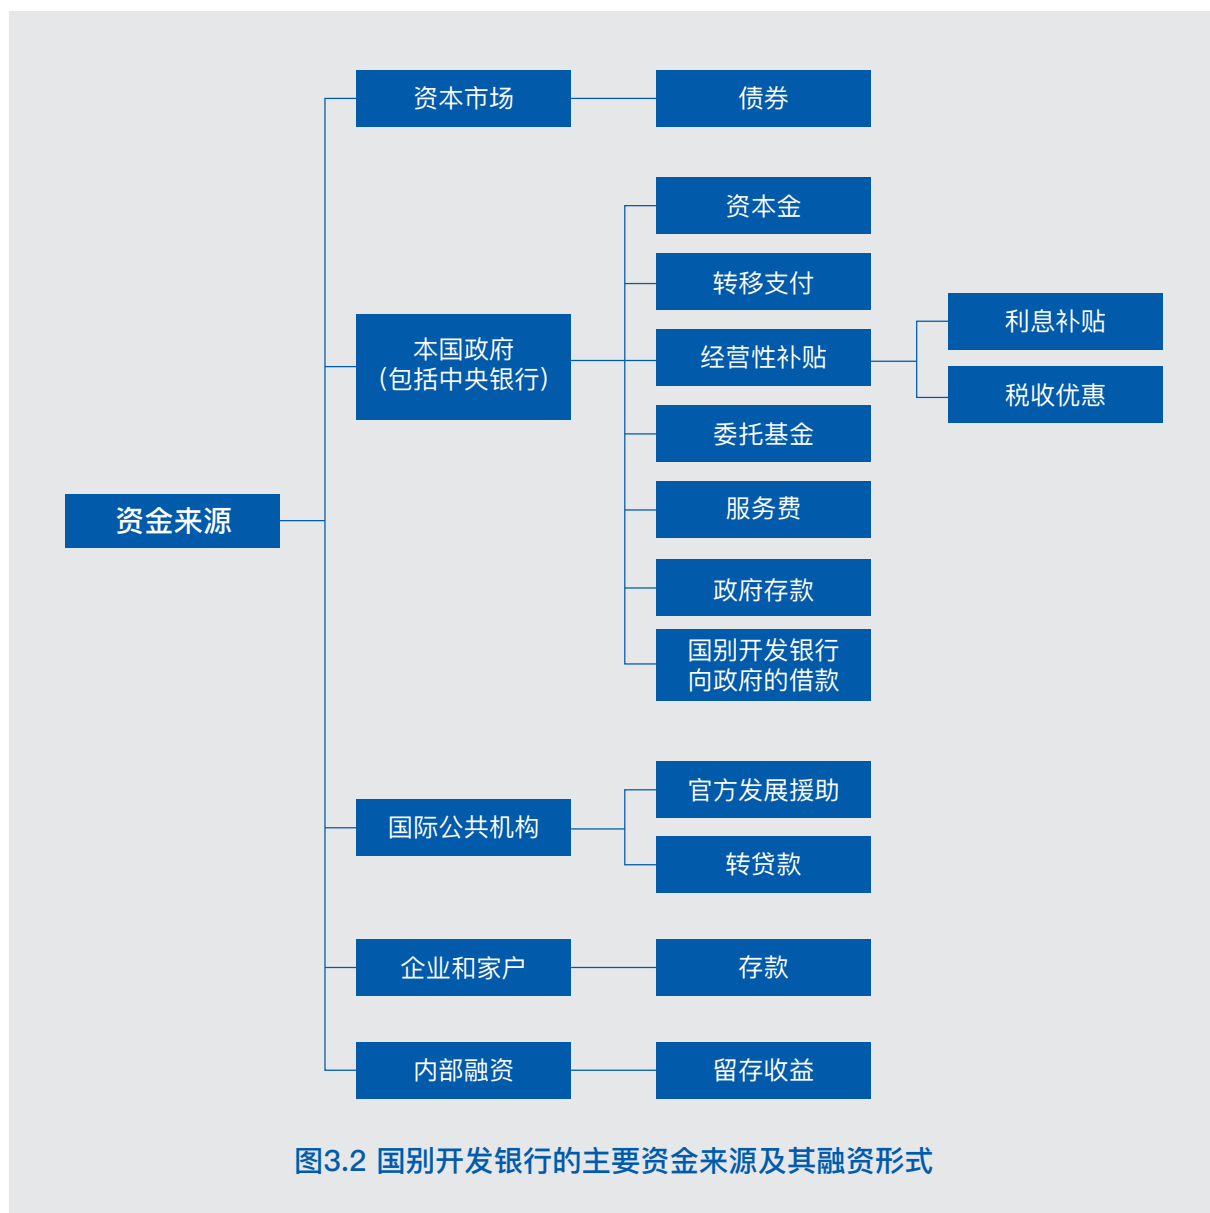 资本市场
债券
资本金
转移支付
本国政府
(包括中央银行)
经营性补贴
利息补贴
税收优惠
委托基金
服务费
资金来源
政府存款
国别开发银行
向政府的借款
国际公共机构
官方发展援助
转贷款
企业和家户
存款
内部融资
留存收益
图3.2 国别开发银行的主要资金来源及其融资形式